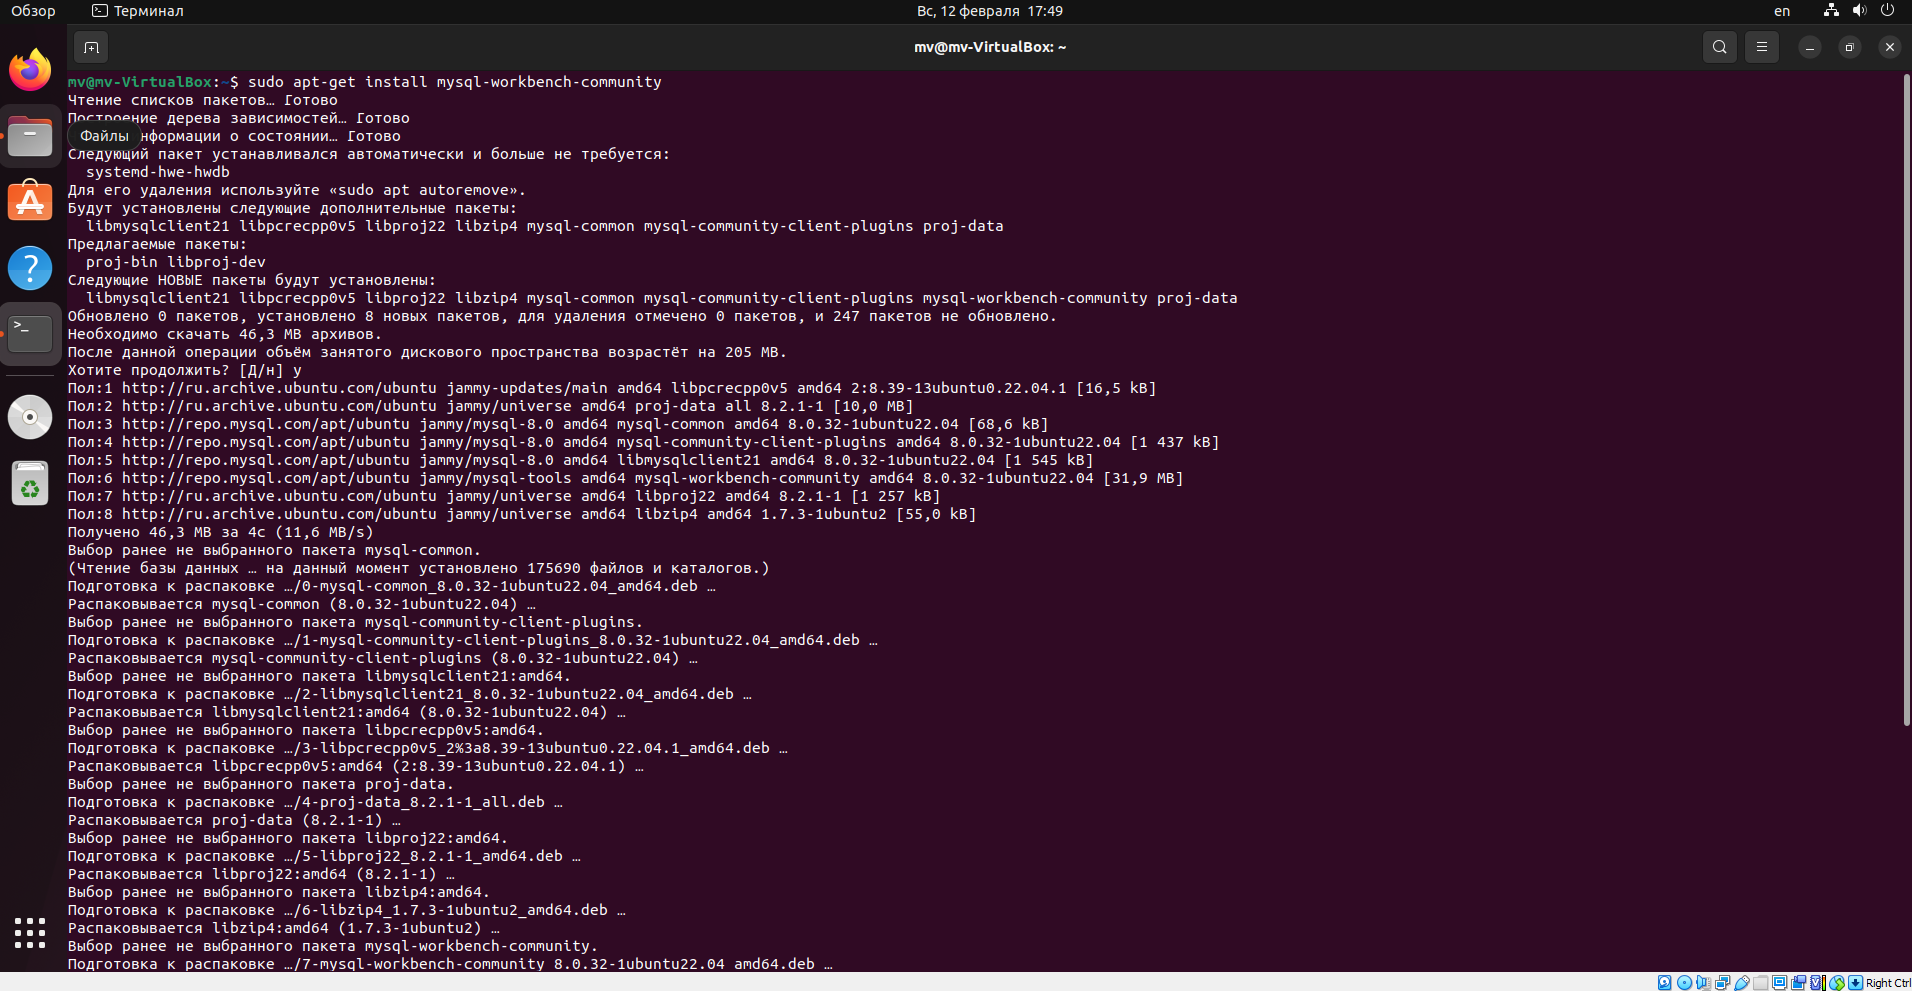 Обзор
Терминал
Вс, 12 февраля 17:49
en
mv@mv-VirtualBox: ~
mv@mv-VirtualBox:~$ sudo apt-get install mysql-workbench-community
Чтение списков пакетов… Готово
Построение дерева зависимостей… Готово
Файлы
нформации о состоянии… Готово
Следующий пакет устанавливался автоматически и больше не требуется:
systemd-hwe-hwdb
Для его удаления используйте «sudo apt autoremove».
Будут установлены следующие дополнительные пакеты:
libmysqlclient21 libpcrecpp0v5 libproj22 libzip4 mysql-common mysql-community-client-plugins proj-data
Предлагаемые пакеты:
proj-bin libproj-dev
Следующие НОВЫЕ пакеты будут установлены:
libmysqlclient21 libpcrecpp0v5 libproj22 libzip4 mysql-common mysql-community-client-plugins mysql-workbench-community proj-data
Обновлено 0 пакетов, установлено 8 новых пакетов, для удаления отмечено 0 пакетов, и 247 пакетов не обновлено.
Необходимо скачать 46,3 MB архивов.
После данной операции объём занятого дискового пространства возрастёт на 205 MB.
Хотите продолжить? [Д/н] y
Пол:1 http://ru.archive.ubuntu.com/ubuntu jammy-updates/main amd64 libpcrecpp0v5 amd64 2:8.39-13ubuntu0.22.04.1 [16,5 kB]
Пол:2 http://ru.archive.ubuntu.com/ubuntu jammy/universe amd64 proj-data all 8.2.1-1 [10,0 MB]
Пол:3 http://repo.mysql.com/apt/ubuntu jammy/mysql-8.0 amd64 mysql-common amd64 8.0.32-1ubuntu22.04 [68,6 kB]
Пол:4 http://repo.mysql.com/apt/ubuntu jammy/mysql-8.0 amd64 mysql-community-client-plugins amd64 8.0.32-1ubuntu22.04 [1 437 kB]
Пол:5 http://repo.mysql.com/apt/ubuntu jammy/mysql-8.0 amd64 libmysqlclient21 amd64 8.0.32-1ubuntu22.04 [1 545 kB]
Пол:6 http://repo.mysql.com/apt/ubuntu jammy/mysql-tools amd64 mysql-workbench-community amd64 8.0.32-1ubuntu22.04 [31,9 MB]
Пол:7 http://ru.archive.ubuntu.com/ubuntu jammy/universe amd64 libproj22 amd64 8.2.1-1 [1 257 kB]
Пол:8 http://ru.archive.ubuntu.com/ubuntu jammy/universe amd64 libzip4 amd64 1.7.3-1ubuntu2 [55,0 kB]
Получено 46,3 MB за 4с (11,6 MB/s)
Выбор ранее не выбранного пакета mysql-common.
(Чтение базы данных … на данный момент установлено 175690 файлов и каталогов.)
Подготовка к распаковке …/0-mysql-common_8.0.32-1ubuntu22.04_amd64.deb …
Распаковывается mysql-common (8.0.32-1ubuntu22.04) …
Выбор ранее не выбранного пакета mysql-community-client-plugins.
Подготовка к распаковке …/1-mysql-community-client-plugins_8.0.32-1ubuntu22.04_amd64.deb …
Распаковывается mysql-community-client-plugins (8.0.32-1ubuntu22.04) …
Выбор ранее не выбранного пакета libmysqlclient21:amd64.
Подготовка к распаковке …/2-libmysqlclient21_8.0.32-1ubuntu22.04_amd64.deb …
Распаковывается libmysqlclient21:amd64 (8.0.32-1ubuntu22.04) …
Выбор ранее не выбранного пакета libpcrecpp0v5:amd64.
Подготовка к распаковке …/3-libpcrecpp0v5_2%3a8.39-13ubuntu0.22.04.1_amd64.deb …
Распаковывается libpcrecpp0v5:amd64 (2:8.39-13ubuntu0.22.04.1) …
Выбор ранее не выбранного пакета proj-data.
Подготовка к распаковке …/4-proj-data_8.2.1-1_all.deb …
Распаковывается proj-data (8.2.1-1) …
Выбор ранее не выбранного пакета libproj22:amd64.
Подготовка к распаковке …/5-libproj22_8.2.1-1_amd64.deb …
Распаковывается libproj22:amd64 (8.2.1-1) …
Выбор ранее не выбранного пакета libzip4:amd64.
Подготовка к распаковке …/6-libzip4_1.7.3-1ubuntu2_amd64.deb …
Распаковывается libzip4:amd64 (1.7.3-1ubuntu2) …
Выбор ранее не выбранного пакета mysql-workbench-community.
Подготовка к распаковке …/7-mysql-workbench-community_8.0.32-1ubuntu22.04_amd64.deb …
Right Ctrl